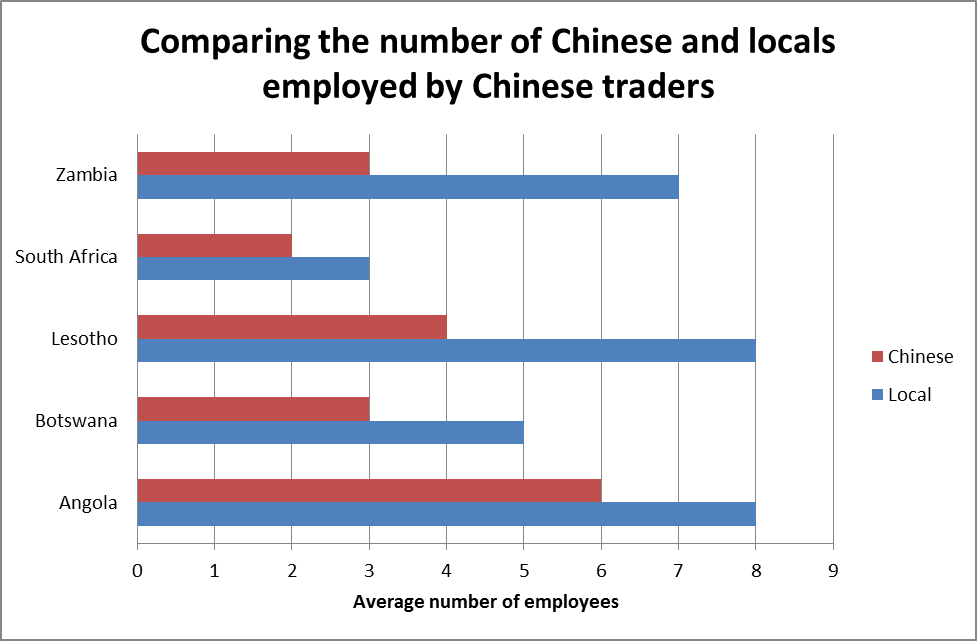 Comparing the number of Chinese and locals
employed by Chinese traders
Zambia
South Africa
Lesotho
Botswana
Angola
Chinese
Local
0 1 2 3 4 5 6 7 8 9
Average number of employees